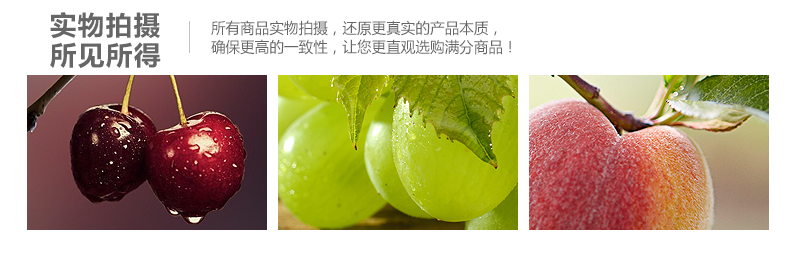 实物拍摄
所见所得
所有商品实物拍摄，还原更真实的产品本质，
确保更高的一致性，让您更直观选购满分商品！